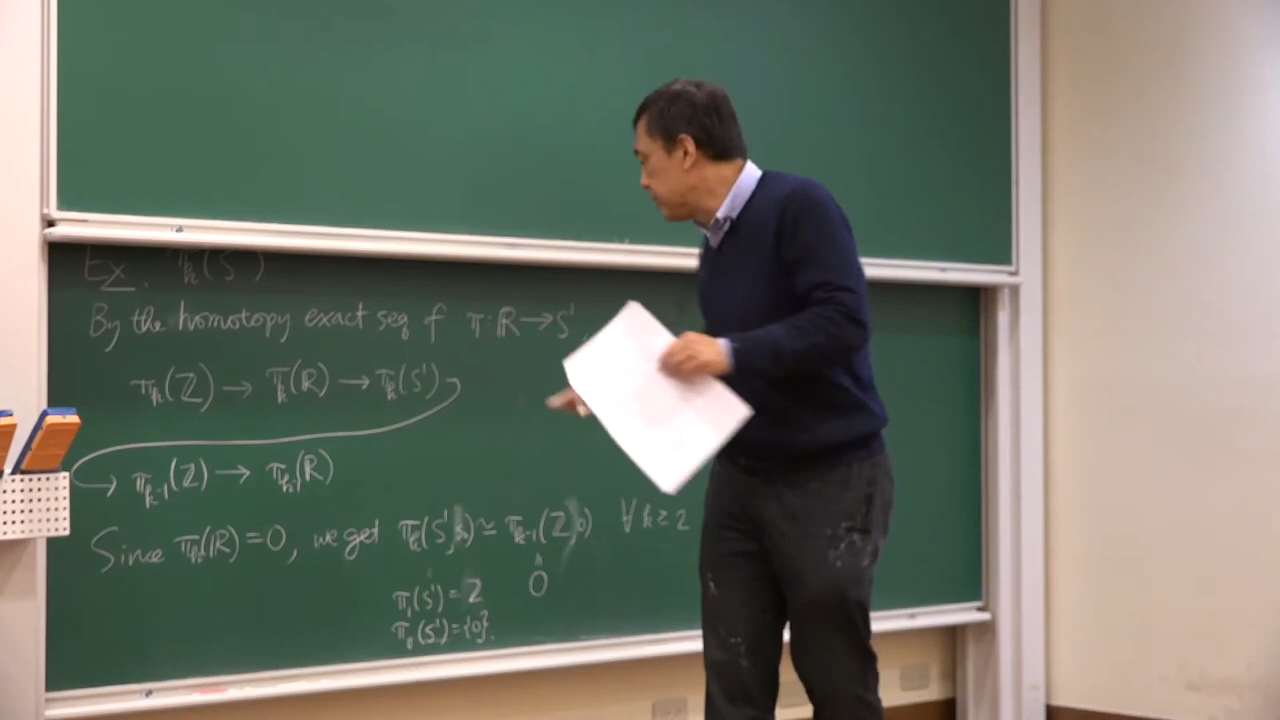 Ex. π_k(S¹)
By the homotopy exact seq of π: ℝ → S¹
π_k(ℤ) → π_k(ℝ) → π_k(S¹)
→ π_{k-1}(ℤ) → π_{k-1}(ℝ)
Since π_k(ℝ) = 0, we get π_k(S¹, ) ≃ π_{k-1}(ℤ, 0) ∀ k ≥ 2
" 0
π_1(S¹) = ℤ
π_0(S¹) = {0}.